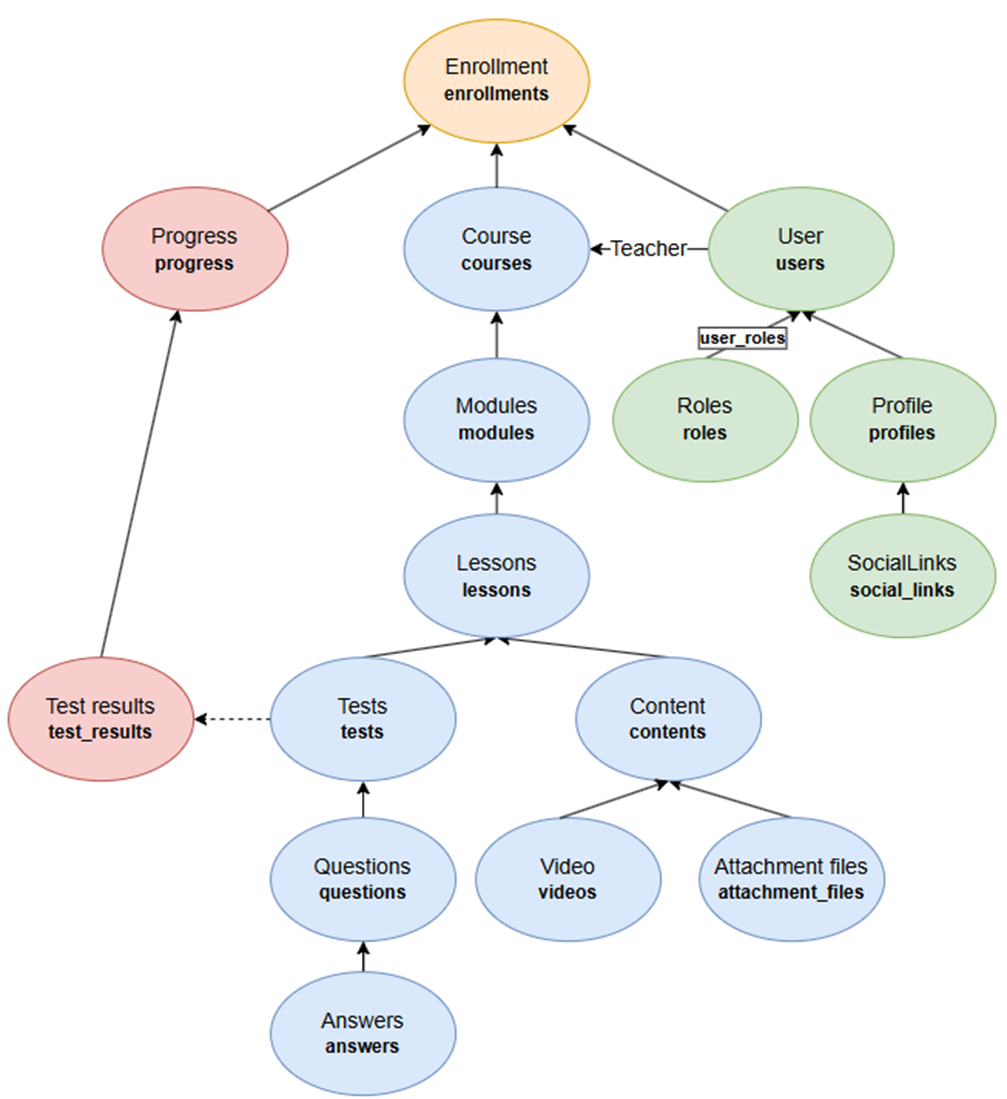 Enrollment
enrollments
Progress
progress
Course
courses
Teacher
User
users
user_roles
Modules
modules
Roles
roles
Profile
profiles
Lessons
lessons
SocialLinks
social_links
Test results
test_results
Tests
tests
Content
contents
Questions
questions
Video
videos
Attachment files
attachment_files
Answers
answers